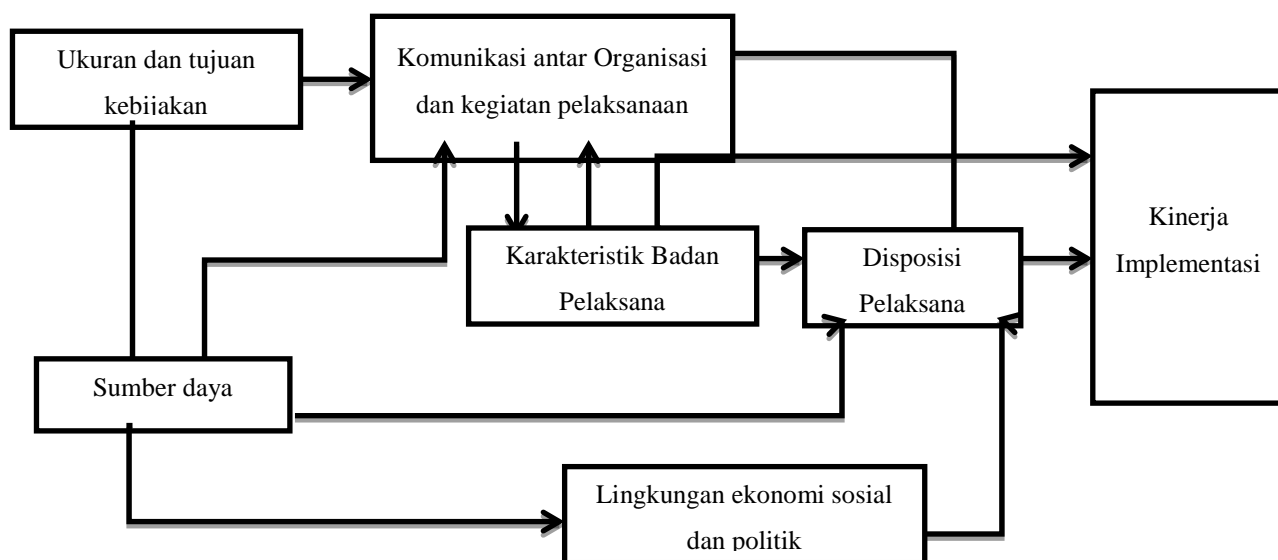 Ukuran dan tujuan
kebijakan
Komunikasi antar Organisasi
dan kegiatan pelaksanaan
Karakteristik Badan
Pelaksana
Disposisi
Pelaksana
Kinerja
Implementasi
Sumber daya
Lingkungan ekonomi sosial
dan politik